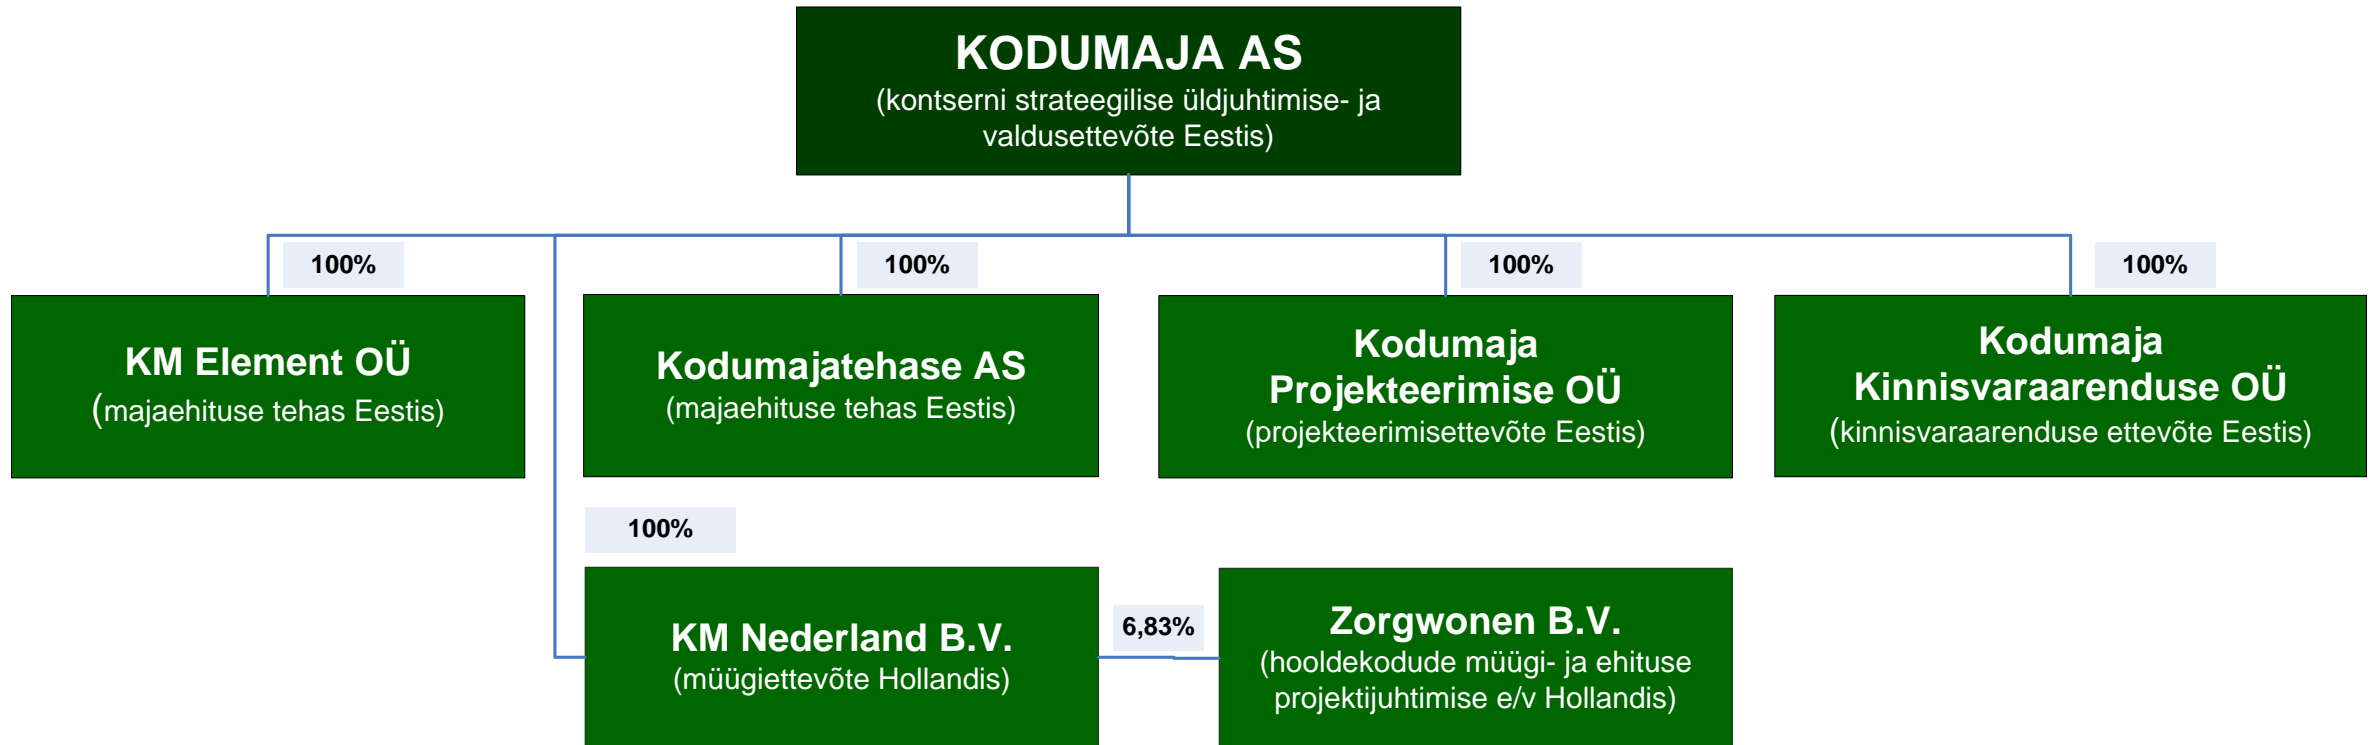 KODUMAJA AS
(kontserni strateegilise üldjuhtimise- ja
valdusettevõte Eestis)
100%
100%
100%
100%
KM Element OÜ
(majaehituse tehas Eestis)
Kodumajatehase AS
(majaehituse tehas Eestis)
Kodumaja
Projekteerimise OÜ
(projekteerimisettevõte Eestis)
Kodumaja
Kinnisvaraarenduse OÜ
(kinnisvaraarenduse ettevõte Eestis)
100%
KM Nederland B.V.
(müügiettevõte Hollandis)
6,83%
Zorgwonen B.V.
(hooldekodude müügi- ja ehituse
projektijuhtimise e/v Hollandis)